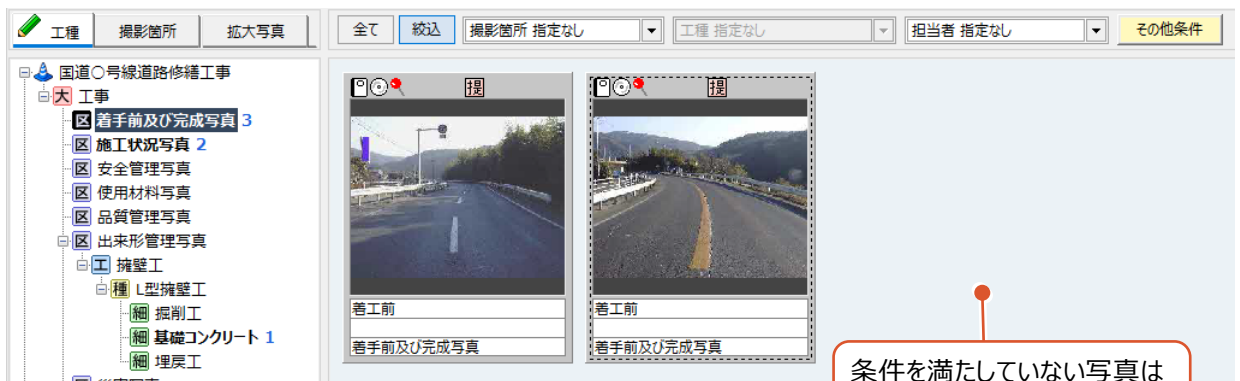 工種 撮影箇所 拡大写真
全て 絞込 撮影箇所 指定なし 工種 指定なし 担当者 指定なし その他条件
国道○号線道路修繕工事
大 工事
区 着手前及び完成写真 3
区 施工状況写真 2
区 安全管理写真
区 使用材料写真
区 品質管理写真
区 出来形管理写真
工 擁壁工
種 L型擁壁工
細 掘削工
細 基礎コンクリート 1
細 埋戻工
提
着工前
着手前及び完成写真
提
着工前
着手前及び完成写真
条件を満たしていない写真は